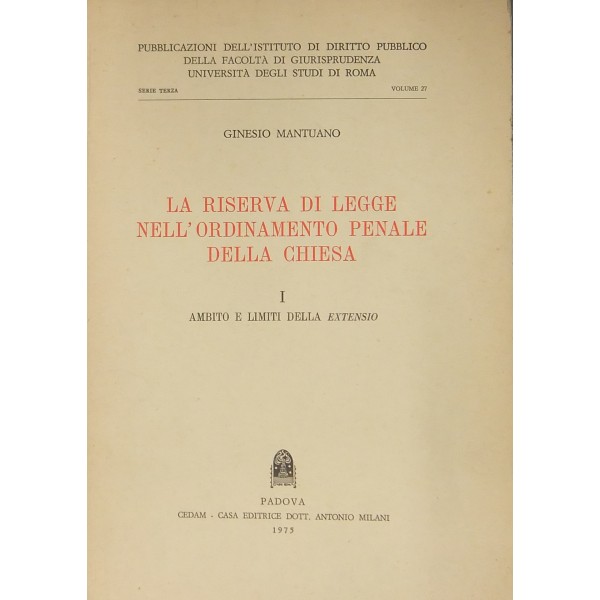 PUBBLICAZIONI DELL'ISTITUTO DI DIRITTO PUBBLICO
DELLA FACOLTÀ DI GIURISPRUDENZA
UNIVERSITÀ DEGLI STUDI DI ROMA
SERIE TERZA VOLUME 27
GINESIO MANTUANO
LA RISERVA DI LEGGE
NELL'ORDINAMENTO PENALE
DELLA CHIESA
I
AMBITO E LIMITI DELLA EXTENSIO
PADOVA
CEDAM - CASA EDITRICE DOTT. ANTONIO MILANI
1975